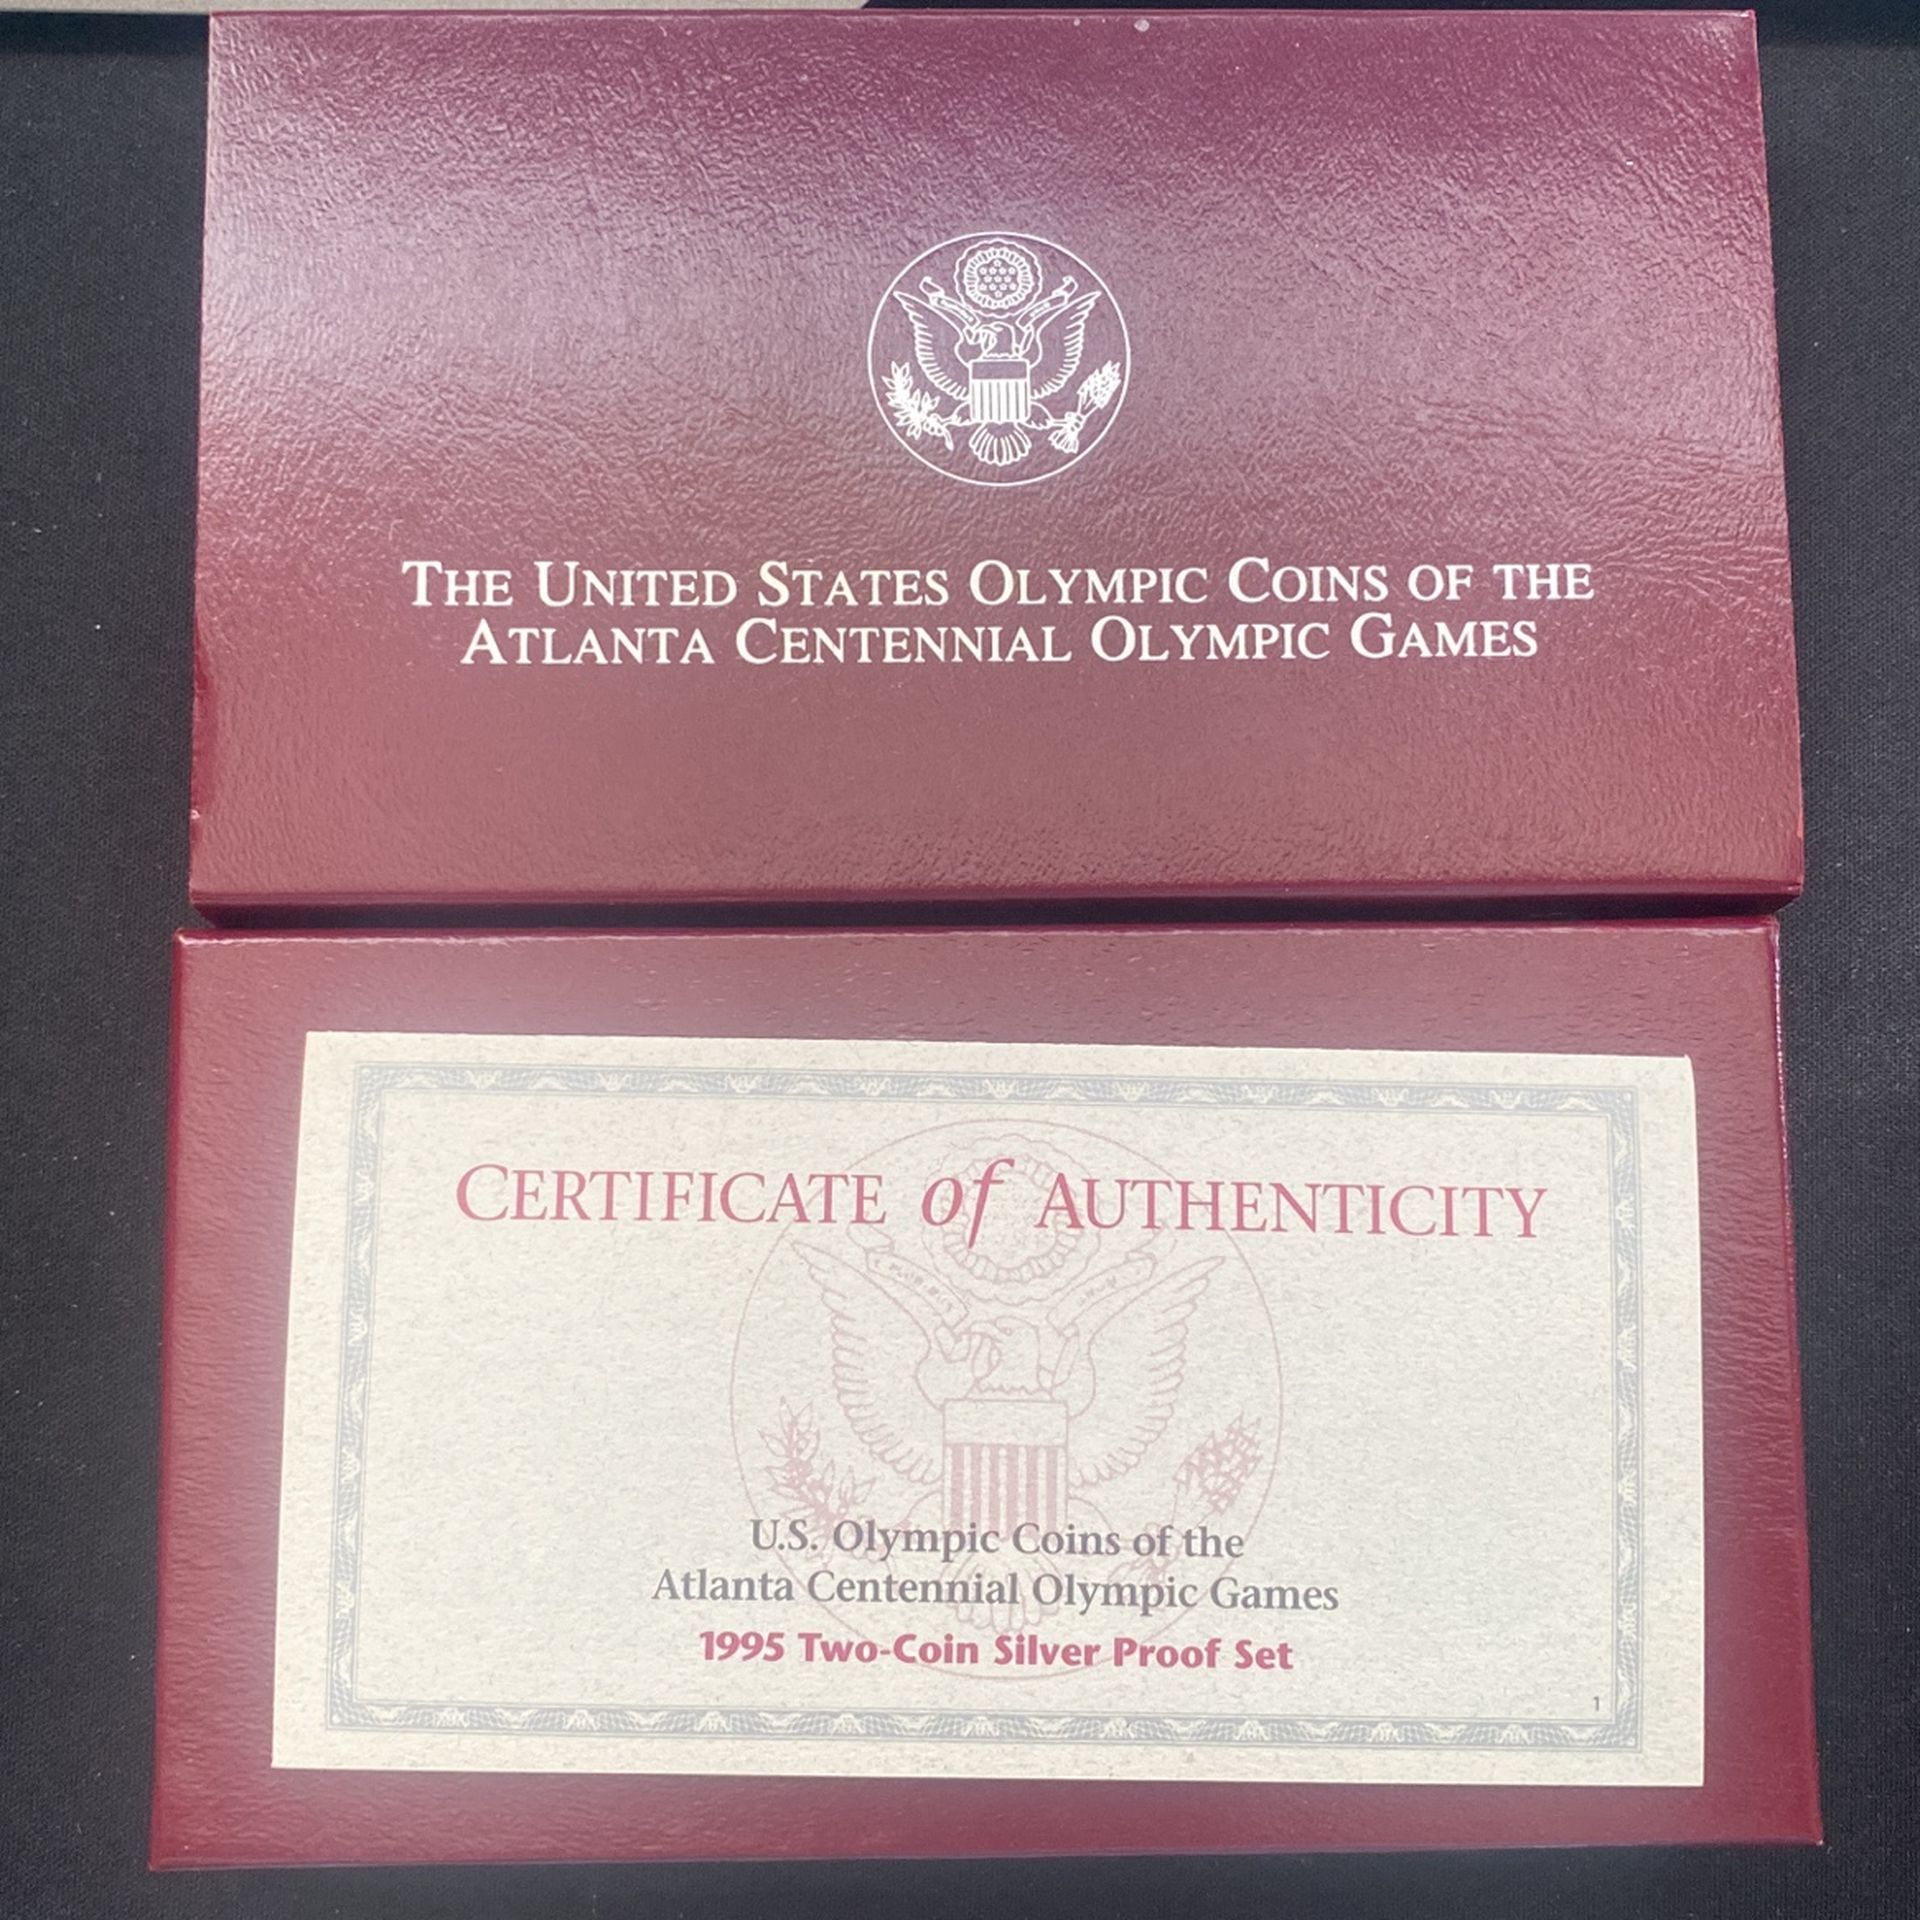 THE UNITED STATES OLYMPIC COINS OF THE
ATLANTA CENTENNIAL OLYMPIC GAMES
CERTIFICATE of AUTHENTICITY
U.S. Olympic Coins of the
Atlanta Centennial Olympic Games
1995 Two-Coin Silver Proof Set
1